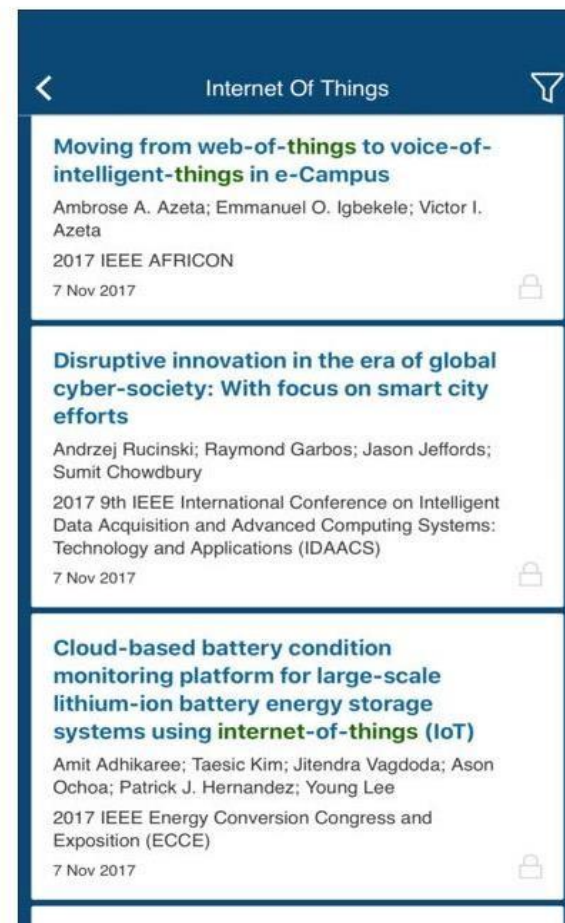 Internet Of Things
Moving from web-of-things to voice-of-
intelligent-things in e-Campus
Ambrose A. Azeta; Emmanuel O. Igbekele; Victor I.
Azeta
2017 IEEE AFRICON
7 Nov 2017
Disruptive innovation in the era of global
cyber-society: With focus on smart city
efforts
Andrzej Rucinski; Raymond Garbos; Jason Jeffords;
Sumit Chowdbury
2017 9th IEEE International Conference on Intelligent
Data Acquisition and Advanced Computing Systems:
Technology and Applications (IDAACS)
7 Nov 2017
Cloud-based battery condition
monitoring platform for large-scale
lithium-ion battery energy storage
systems using internet-of-things (IoT)
Amit Adhikaree; Taesic Kim; Jitendra Vagdoda; Ason
Ochoa; Patrick J. Hernandez; Young Lee
2017 IEEE Energy Conversion Congress and
Exposition (ECCE)
7 Nov 2017